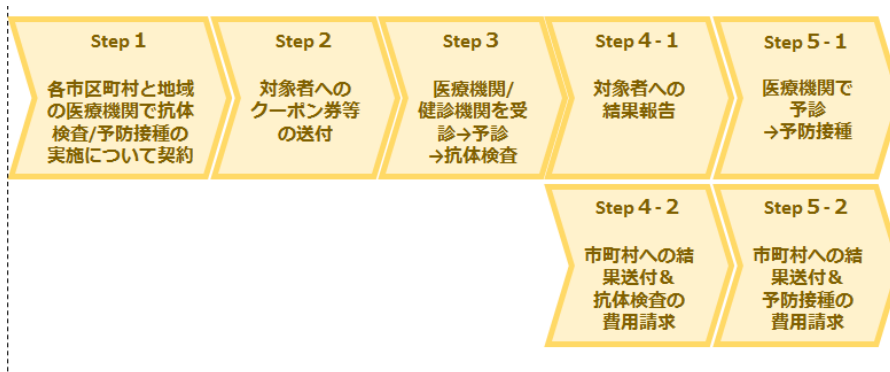 Step 1
各市区町村と地域
の医療機関で抗体
検査/予防接種の
実施について契約
Step 2
対象者への
クーポン券等
の送付
Step 3
医療機関/
健診機関を受
診→予診
→抗体検査
Step 4-1
対象者への
結果報告
Step 5-1
医療機関で
予診
→予防接種
Step 4-2
市町村への結
果送付&
抗体検査の
費用請求
Step 5-2
市町村への結
果送付&
予防接種の
費用請求